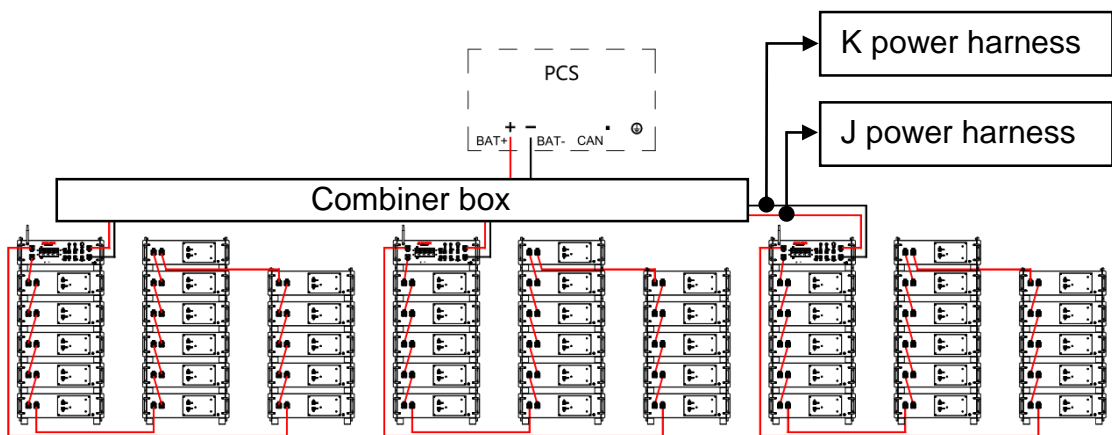 K power harness
PCS
J power harness
+ −
BAT+ BAT- CAN
Combiner box